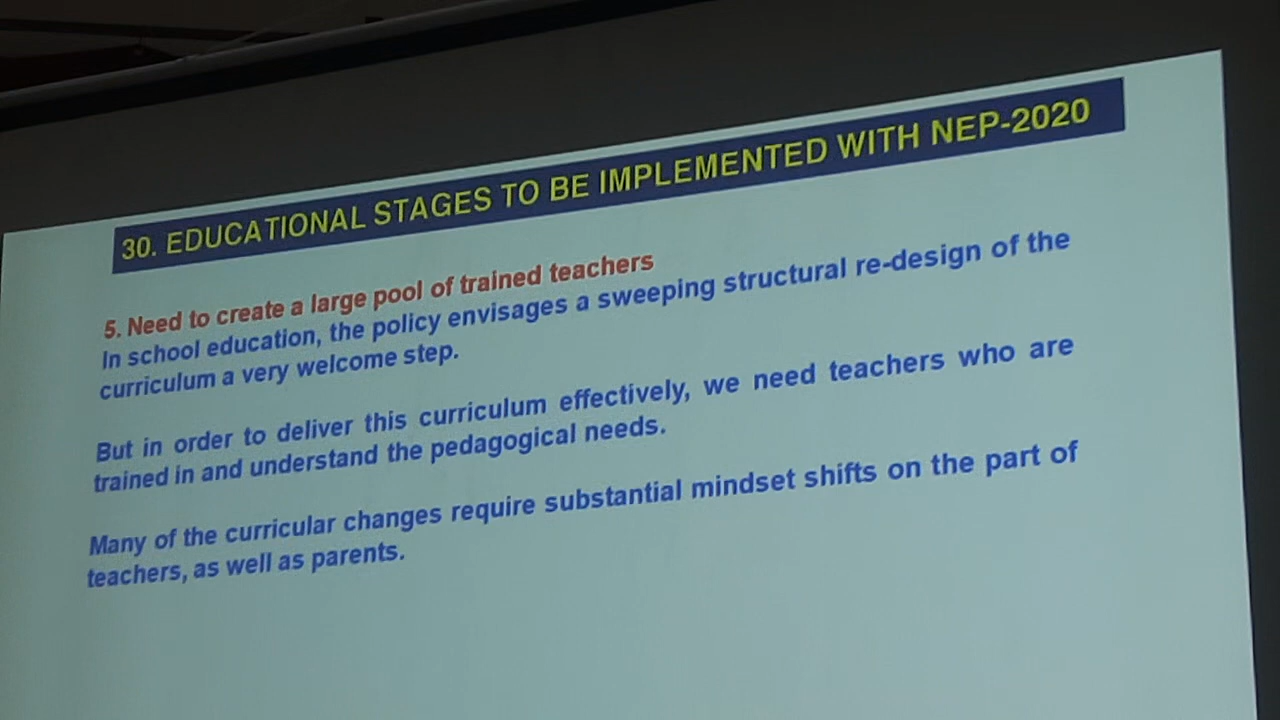 30. EDUCATIONAL STAGES TO BE IMPLEMENTED WITH NEP-2020
5. Need to create a large pool of trained teachers
In school education, the policy envisages a sweeping structural re-design of the
curriculum a very welcome step.
But in order to deliver this curriculum effectively, we need teachers who are
trained in and understand the pedagogical needs.
Many of the curricular changes require substantial mindset shifts on the part of
teachers, as well as parents.